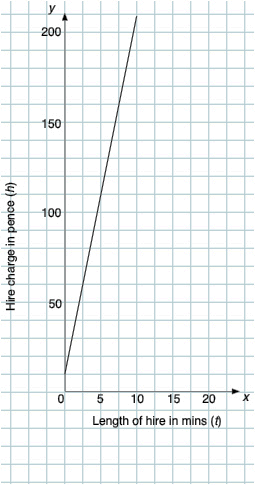 y
200
150
100
50
Hire charge in pence (h)
0 5 10 15 20 x
Length of hire in mins (t)